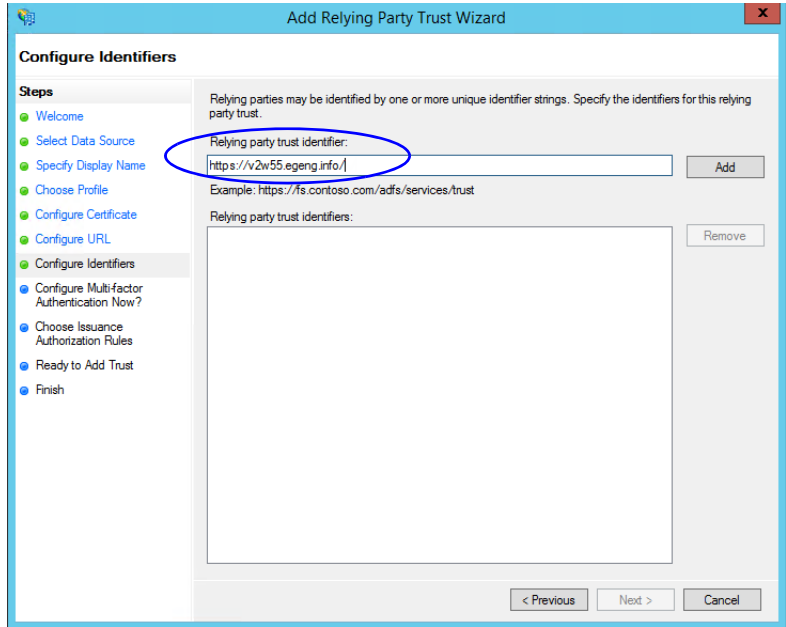 Add Relying Party Trust Wizard
x
Configure Identifiers
Steps
Welcome
Select Data Source
Specify Display Name
Choose Profile
Configure Certificate
Configure URL
Configure Identifiers
Configure Multi-factor
Authentication Now?
Choose Issuance
Authorization Rules
Ready to Add Trust
Finish
Relying parties may be identified by one or more unique identifier strings. Specify the identifiers for this relying
party trust.
Relying party trust identifier:
https://v2w55.egeng.info/
Add
Example: https://fs.contoso.com/adfs/services/trust
Relying party trust identifiers:
Remove
< Previous
Next >
Cancel